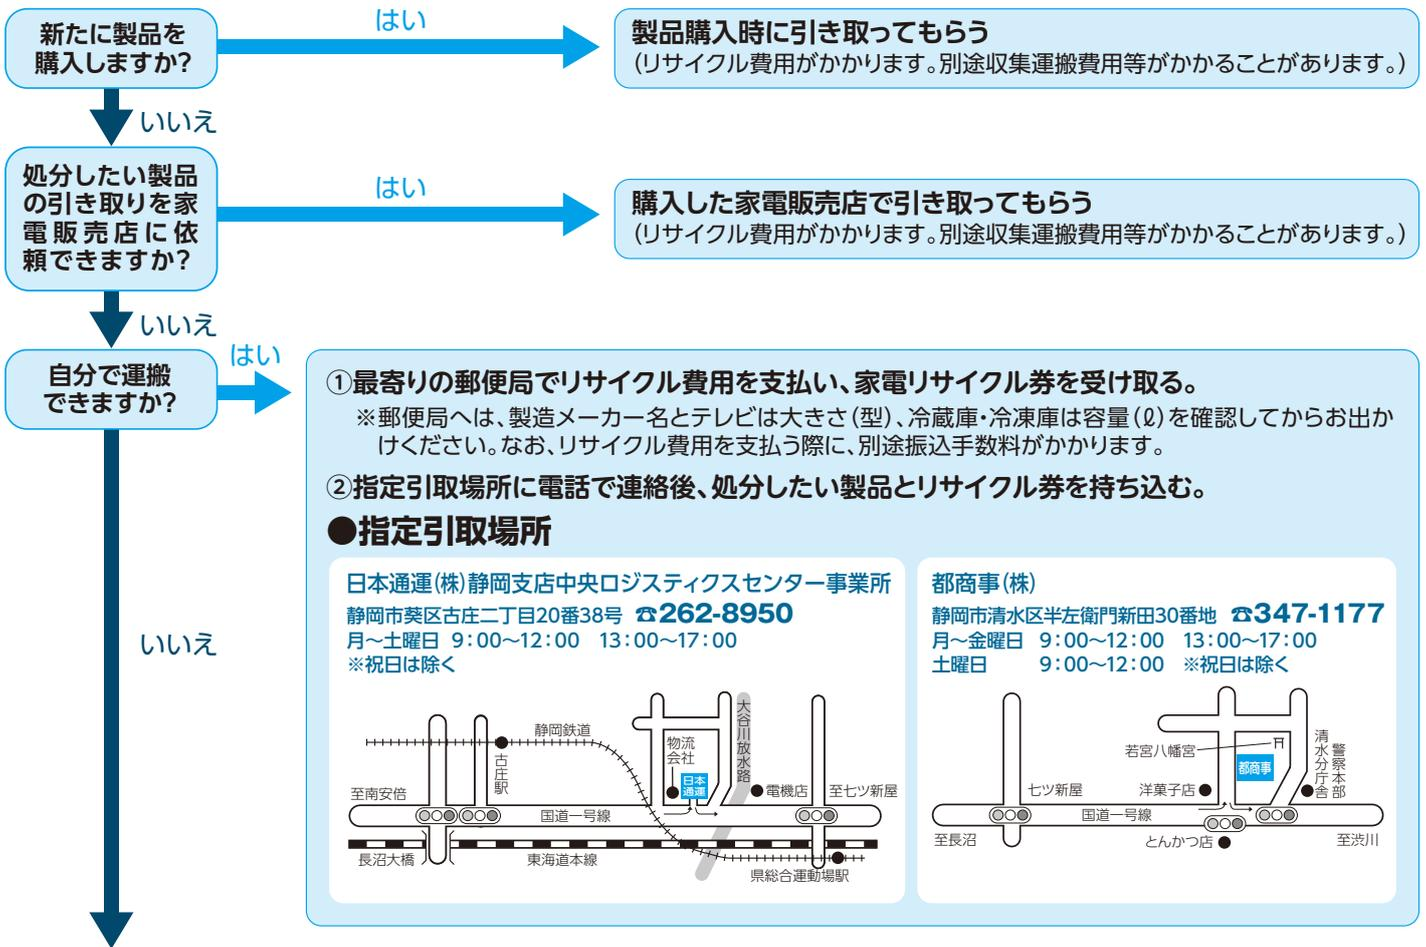 新たに製品を
購入しますか?
はい
製品購入時に引き取ってもらう
(リサイクル費用がかかります。別途収集運搬費用等がかかることがあります。)
いいえ
処分したい製品
の引き取りを家
電販売店に依
頼できますか?
はい
購入した家電販売店で引き取ってもらう
(リサイクル費用がかかります。別途収集運搬費用等がかかることがあります。)
いいえ
自分で運搬
できますか?
はい
①最寄りの郵便局でリサイクル費用を支払い、家電リサイクル券を受け取る。
※郵便局へは、製造メーカー名とテレビは大きさ(型)、冷蔵庫・冷凍庫は容量(ℓ)を確認してからお出か
けください。なお、リサイクル費用を支払う際に、別途振込手数料がかかります。
②指定引取場所に電話で連絡後、処分したい製品とリサイクル券を持ち込む。
●指定引取場所
日本通運(株)静岡支店中央ロジスティクスセンター事業所
静岡市葵区古庄二丁目20番38号 ☎262-8950
月〜土曜日 9:00〜12:00 13:00〜17:00
※祝日は除く
静岡鉄道
古庄駅
物流
会社
日本
通運
大谷川放水路
電機店
至七ツ新屋
至南安倍
国道一号線
長沼大橋
東海道本線
県総合運動場駅
都商事(株)
静岡市清水区半左衛門新田30番地 ☎347-1177
月〜金曜日 9:00〜12:00 13:00〜17:00
土曜日 9:00〜12:00 ※祝日は除く
若宮八幡宮
都商事
警察本部
清水分庁舎
七ツ新屋
洋菓子店
国道一号線
至長沼
とんかつ店
至渋川
いいえ